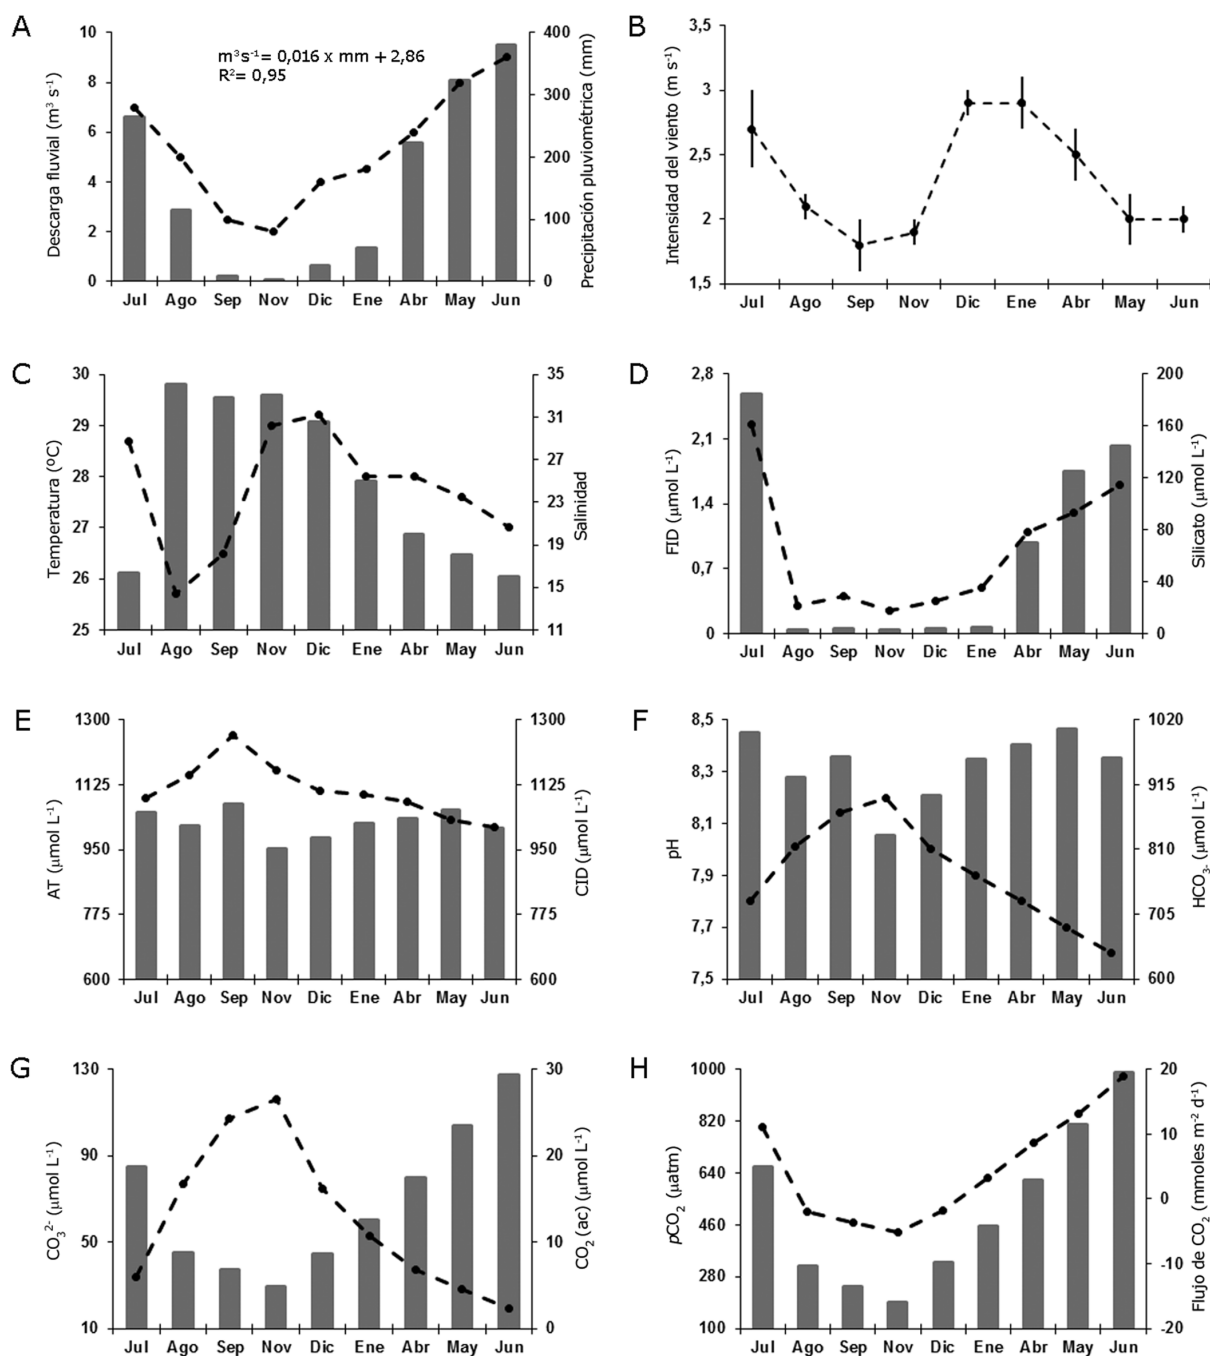 A
Descarga fluvial (m³ s⁻¹)
10
8
6
4
2
0
m³s⁻¹= 0,016 x mm + 2,86
R²= 0,95
400
300
200
100
0
Precipitación pluviométrica (mm)
Jul Ago Sep Nov Dic Ene Abr May Jun
B
Intensidad del viento (m s⁻¹)
3,5
3
2,5
2
1,5
Jul Ago Sep Nov Dic Ene Abr May Jun
C
Temperatura (ºC)
30
29
28
27
26
25
35
31
27
23
19
15
11
Salinidad
Jul Ago Sep Nov Dic Ene Abr May Jun
D
FID (µmol L⁻¹)
2,8
2,1
1,4
0,7
0
200
160
120
80
40
0
Silicato (µmol L⁻¹)
Jul Ago Sep Nov Dic Ene Abr May Jun
E
AT (µmol L⁻¹)
1300
1125
950
775
600
1300
1125
950
775
600
CID (µmol L⁻¹)
Jul Ago Sep Nov Dic Ene Abr May Jun
F
pH
8,5
8,3
8,1
7,9
7,7
7,5
1020
915
810
705
600
HCO₃₋ (µmol L⁻¹)
Jul Ago Sep Nov Dic Ene Abr May Jun
G
CO₃²⁻ (µmol L⁻¹)
130
90
50
10
30
20
10
0
CO₂ (ac) (µmol L⁻¹)
Jul Ago Sep Nov Dic Ene Abr May Jun
H
pCO₂ (µatm)
1000
820
640
460
280
100
20
10
0
-10
-20
Flujo de CO₂ (mmoles m⁻² d⁻¹)
Jul Ago Sep Nov Dic Ene Abr May Jun